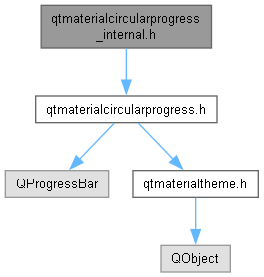 qtmaterialcircularprogress
_internal.h
qtmaterialcircularprogress.h
QProgressBar
qtmaterialtheme.h
QObject